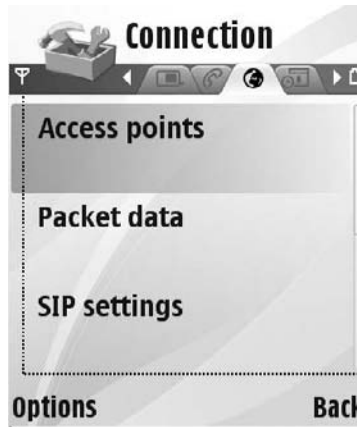 Connection
Access points
Packet data
SIP settings
Options
Back